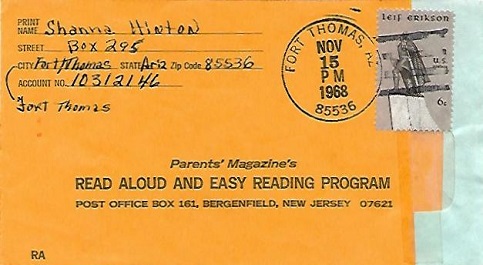 PRINT
NAME Shanna Hinton
STREET Box 295
CITY Fort/Thomas STATE Ariz Zip Code 85536
ACCOUNT NO. 10312146
Fort Thomas
FORT THOMAS, AZ
NOV
15
PM
1968
85536
LEIF ERIKSON
U.S.
6c
Parents' Magazine's
READ ALOUD AND EASY READING PROGRAM
POST OFFICE BOX 161, BERGENFIELD, NEW JERSEY 07621
RA